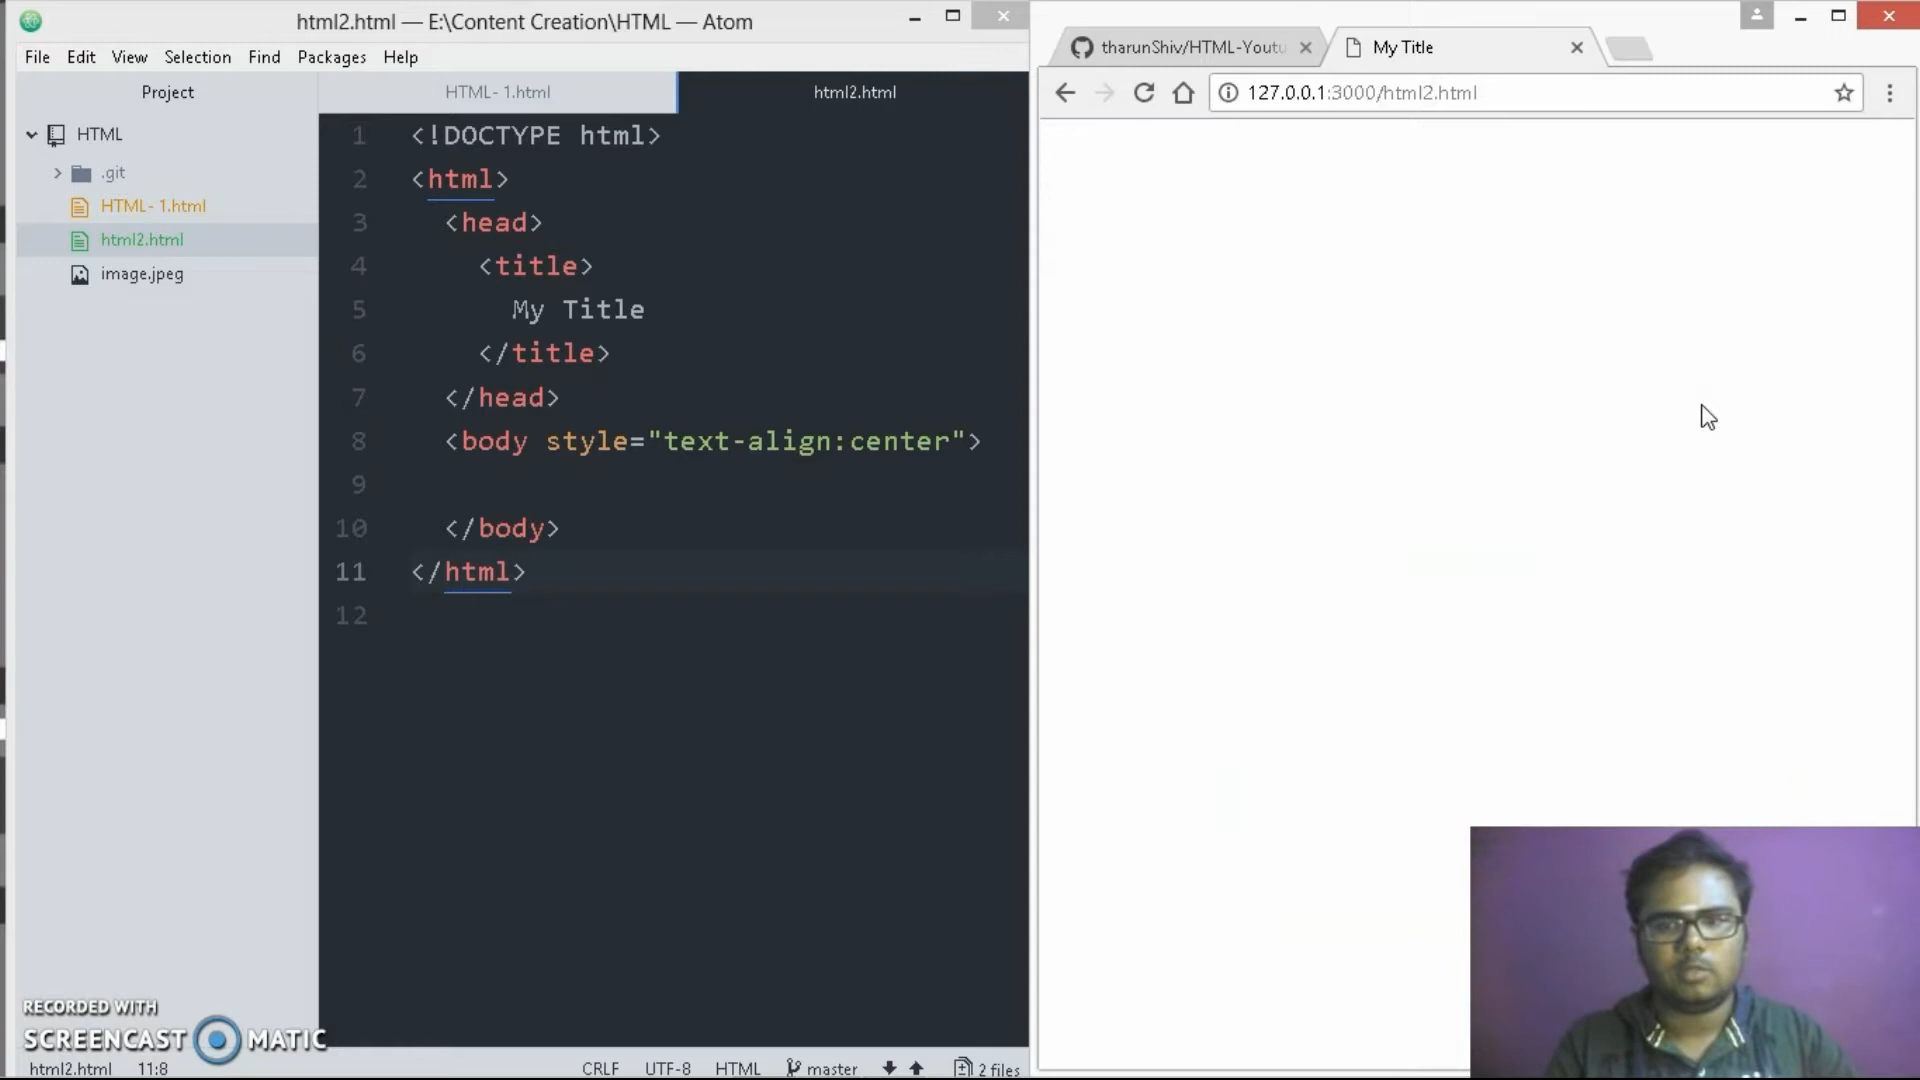 html2.html — E:\Content Creation\HTML — Atom
File Edit View Selection Find Packages Help
Project
HTML
.git
HTML- 1.html
html2.html
image.jpeg
HTML- 1.html
html2.html
1 <!DOCTYPE html>
2 <html>
3 <head>
4 <title>
5 My Title
6 </title>
7 </head>
8 <body style="text-align:center">
9
10 </body>
11 </html>
12
RECORDED WITH
SCREENCAST MATIC
html2.html 11:8 CRLF UTF-8 HTML master 2 files
tharunShiv/HTML-Youtu
My Title
127.0.0.1:3000/html2.html